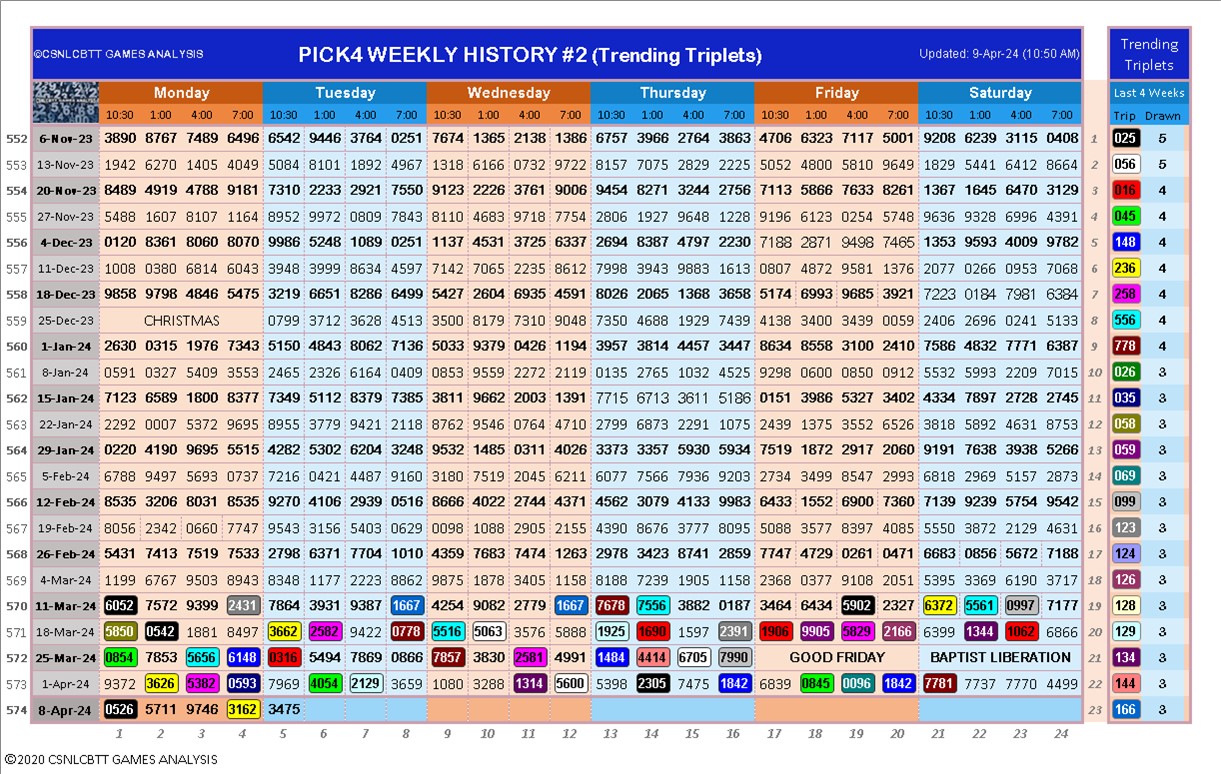 ©CSNLCBTT GAMES ANALYSIS PICK4 WEEKLY HISTORY #2 (Trending Triplets) Updated: 9-Apr-24 (10:50 AM) Trending
Triplets
Monday Tuesday Wednesday Thursday Friday Saturday Last 4 Weeks
10:30 1:00 4:00 7:00 10:30 1:00 4:00 7:00 10:30 1:00 4:00 7:00 10:30 1:00 4:00 7:00 10:30 1:00 4:00 7:00 10:30 1:00 4:00 7:00 Trip Drawn
552 6-Nov-23 3890 8767 7489 6496 6542 9446 3764 0251 7674 1365 2138 1386 6757 3966 2764 3863 4706 6323 7117 5001 9208 6239 3115 0408 1 025 5
553 13-Nov-23 1942 6270 1405 4049 5084 8101 1892 4967 1318 6166 0732 9722 8157 7075 2820 2225 5052 4800 5810 9649 1829 5441 6412 8664 2 056 5
554 20-Nov-23 8489 4919 4788 9181 7310 2233 2921 7550 9123 2226 3761 9006 9454 8271 3244 2756 7113 5866 7633 8261 1367 1645 6470 3129 3 016 4
555 27-Nov-23 5488 1607 8107 1164 8952 9972 0809 7843 8110 4683 9718 7754 2806 1927 9648 1228 9196 6123 0254 5748 9636 9328 6996 4391 4 045 4
556 4-Dec-23 0120 8361 8060 8070 9986 5248 1089 0251 1137 4531 3725 6337 2694 8387 4797 2230 7188 2871 9498 7465 1353 9593 4009 9782 5 148 4
557 11-Dec-23 1008 0380 6814 6043 3948 3999 8634 4597 7142 7065 2235 8612 7998 3943 9883 1613 0807 4872 9581 1376 2077 0266 0953 7068 6 236 4
558 18-Dec-23 9858 9798 4846 5475 3219 6651 8286 6499 5427 2604 6935 4591 8026 2065 1368 3658 5174 6993 9685 3921 7223 0184 7981 6384 7 258 4
559 25-Dec-23 CHRISTMAS 0799 3712 3628 4513 3500 8179 7310 9048 7350 4688 1929 7439 4138 3400 3439 0059 2406 2696 0241 5133 8 556 4
560 1-Jan-24 2630 0315 1976 7343 5150 4843 8062 7136 5033 9379 0426 1194 3957 3814 4457 3447 8634 8558 3100 2410 7586 4832 7771 6387 9 778 4
561 8-Jan-24 0591 0327 5409 3553 2465 2326 6164 0409 0853 9559 2272 2119 0135 2765 1032 4525 9298 0600 0850 0912 5532 5993 2209 7015 10 026 3
562 15-Jan-24 7123 6589 1800 8377 7349 5112 8379 7385 3811 9662 2003 1391 7715 6713 3611 5186 0151 3986 5327 3402 4334 7897 2728 2745 11 035 3
563 22-Jan-24 2292 0007 5372 9695 8955 3779 9421 2118 8762 9546 0764 4710 2799 6873 2291 1075 2439 1375 3552 6526 3818 5892 4631 8753 12 058 3
564 29-Jan-24 0220 4190 9695 5515 4282 5302 6204 3248 9532 1485 0311 4026 3373 3357 5930 5934 7519 1872 2917 2060 9191 7638 3938 5266 13 059 3
565 5-Feb-24 6788 9497 5693 0737 7216 0421 4487 9160 3180 7519 2045 6211 6077 7566 7936 9203 2734 3499 8547 2995 6818 2969 5157 2873 14 069 3
566 12-Feb-24 8535 3206 8031 8535 9270 4106 2939 0516 8666 4022 2744 4371 4562 3079 4133 9983 6433 1552 6900 7360 7139 9239 5754 9542 15 099 3
567 19-Feb-24 8056 2342 0660 7747 9543 3156 5403 0629 0098 1088 2905 2155 4390 8676 3777 8095 5088 3577 8397 4085 5550 3872 2129 4631 16 123 3
568 26-Feb-24 5431 7413 7519 7533 2798 6371 7704 1010 4359 7683 7474 1263 2978 3423 8741 2859 7747 4729 0261 0471 6683 0856 5672 7188 17 124 3
569 4-Mar-24 1199 6767 9503 8943 8348 1177 2223 8862 9875 1878 3405 1158 8188 7239 1905 1158 2368 0377 9108 2051 5395 3369 6190 3717 18 126 3
570 11-Mar-24 6052 7572 9399 2431 7864 3931 9387 1667 4254 9082 2779 1667 7678 7556 3882 0187 3464 6434 5902 2327 6372 5561 0997 7177 19 128 3
571 18-Mar-24 5850 0542 1881 8497 3662 2582 9422 0778 5516 5063 3576 5888 1925 1690 1597 2391 1906 9905 5829 2166 6399 1344 1062 6866 20 129 3
572 25-Mar-24 0854 7853 5656 6148 0316 5494 7869 0866 7857 3830 2581 4991 1484 4414 6705 7990 GOOD FRIDAY BAPTIST LIBERATION 21 134 3
573 1-Apr-24 9372 3626 5382 0593 7969 4054 2129 3659 1080 3288 1314 5600 5398 2305 7475 1842 6839 0845 0096 1842 7781 7737 7701 4499 22 144 3
574 8-Apr-24 0526 5711 9746 3162 3475 23 166 3
1 2 3 4 5 6 7 8 9 10 11 12 13 14 15 16 17 18 19 20 21 22 23 24
©2020 CSNLCBTT GAMES ANALYSIS